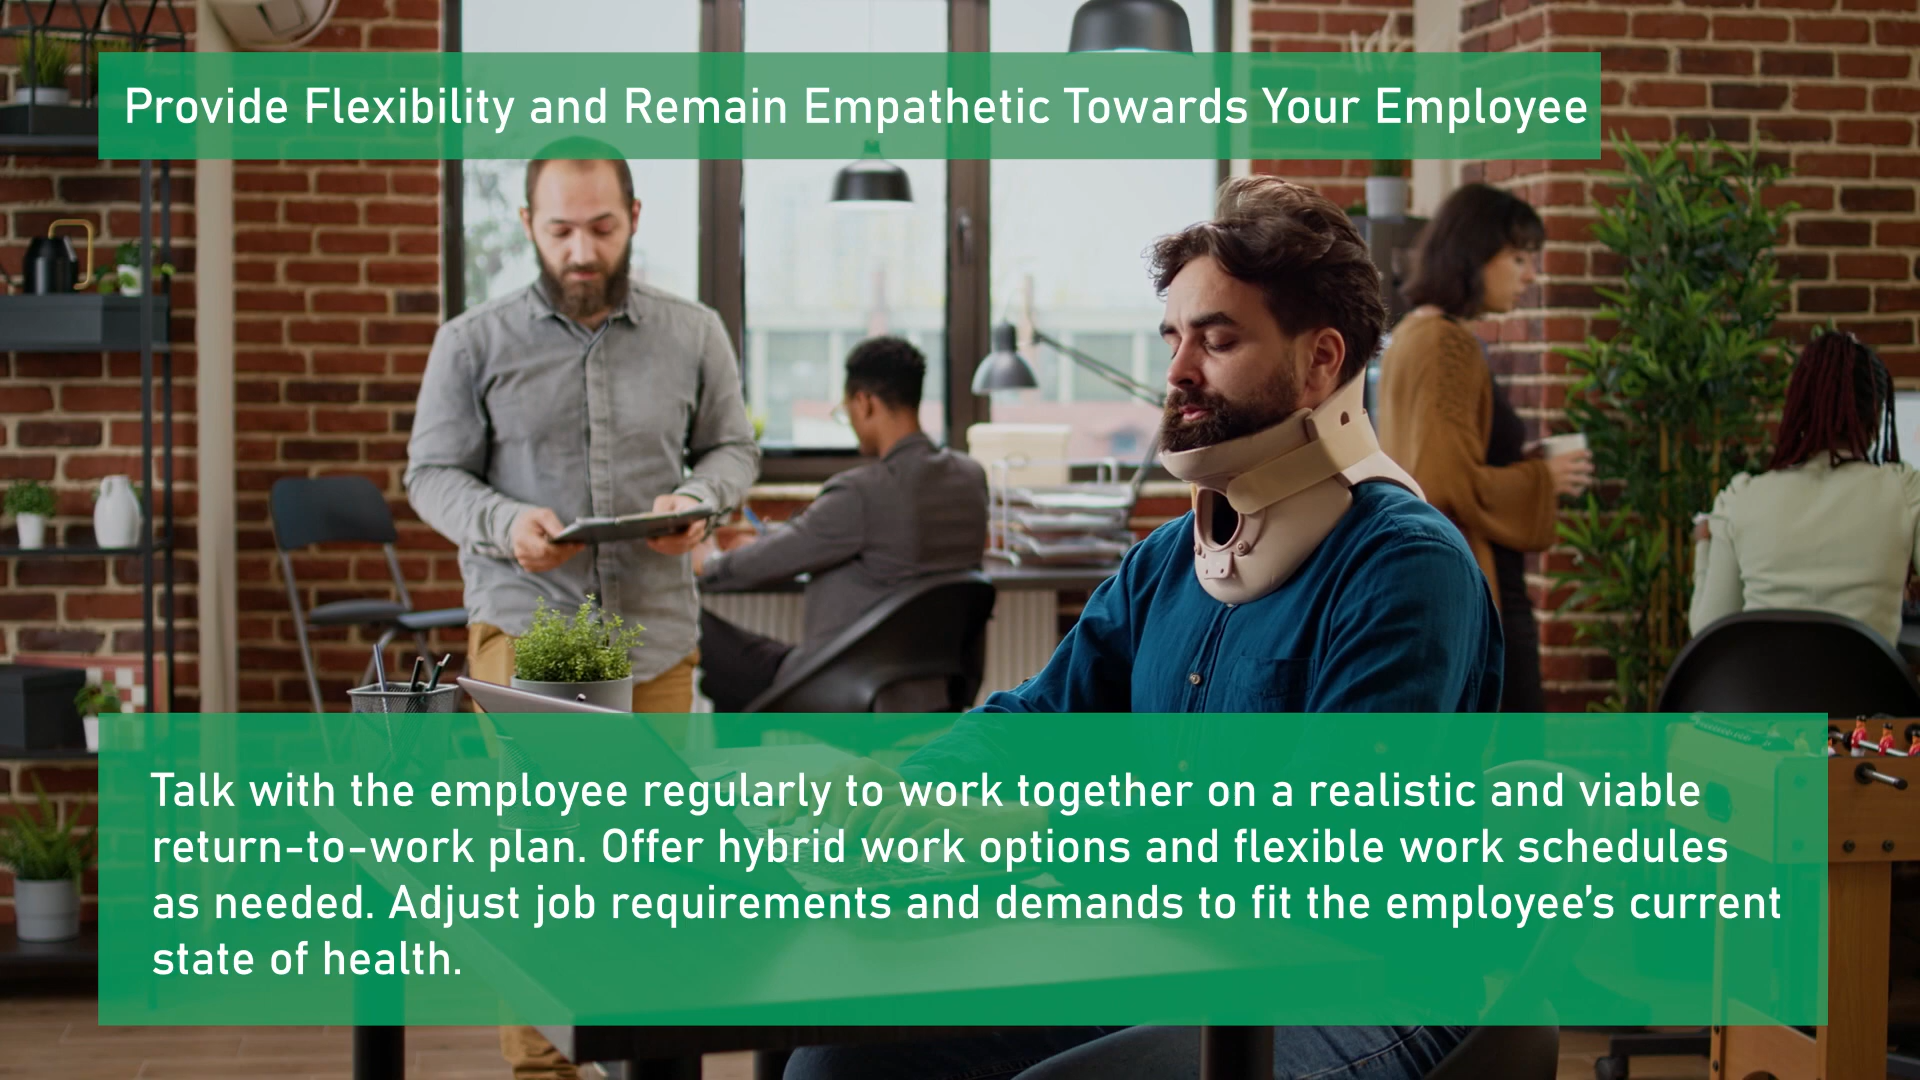 Provide Flexibility and Remain Empathetic Towards Your Employee
Talk with the employee regularly to work together on a realistic and viable
return-to-work plan. Offer hybrid work options and flexible work schedules
as needed. Adjust job requirements and demands to fit the employee’s current
state of health.